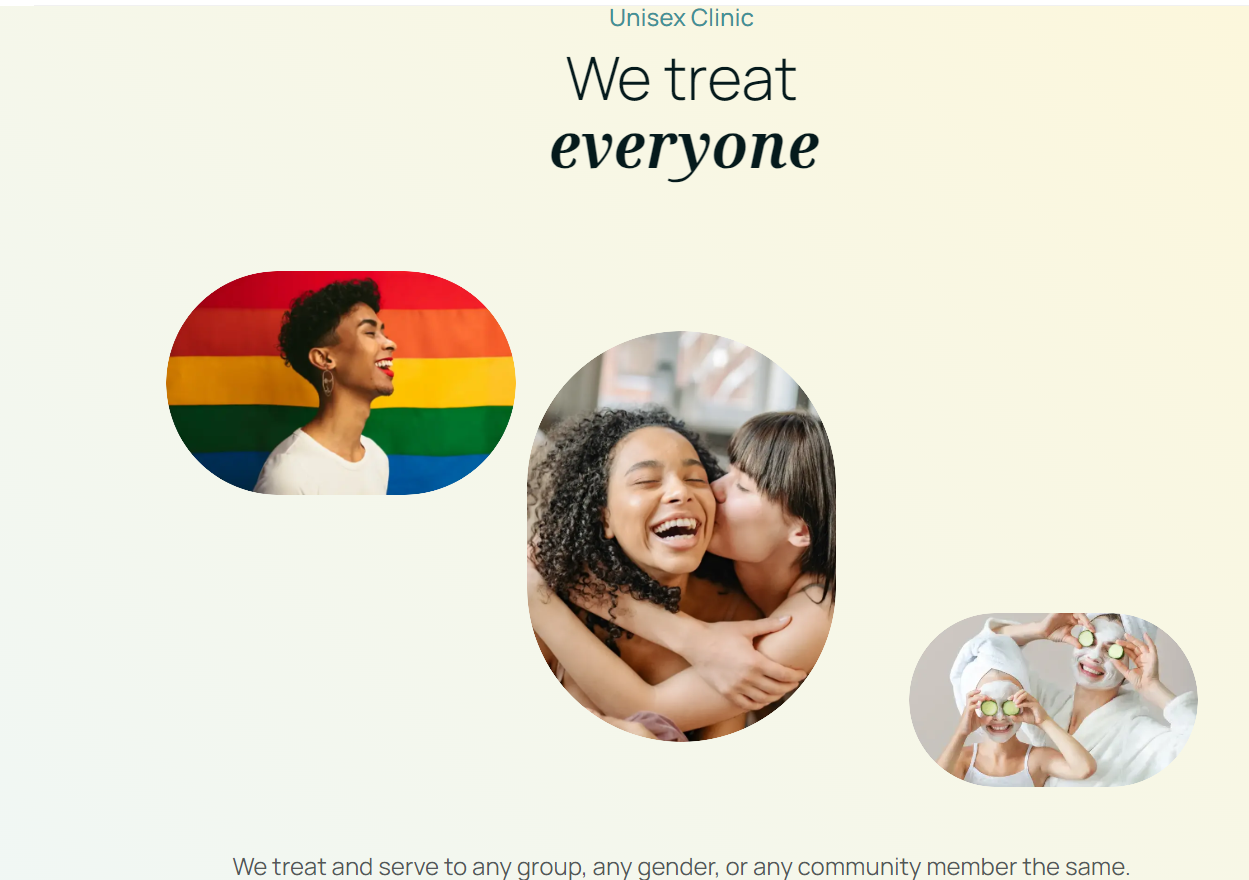 Unisex Clinic
We treat
everyone
We treat and serve to any group, any gender, or any community member the same.